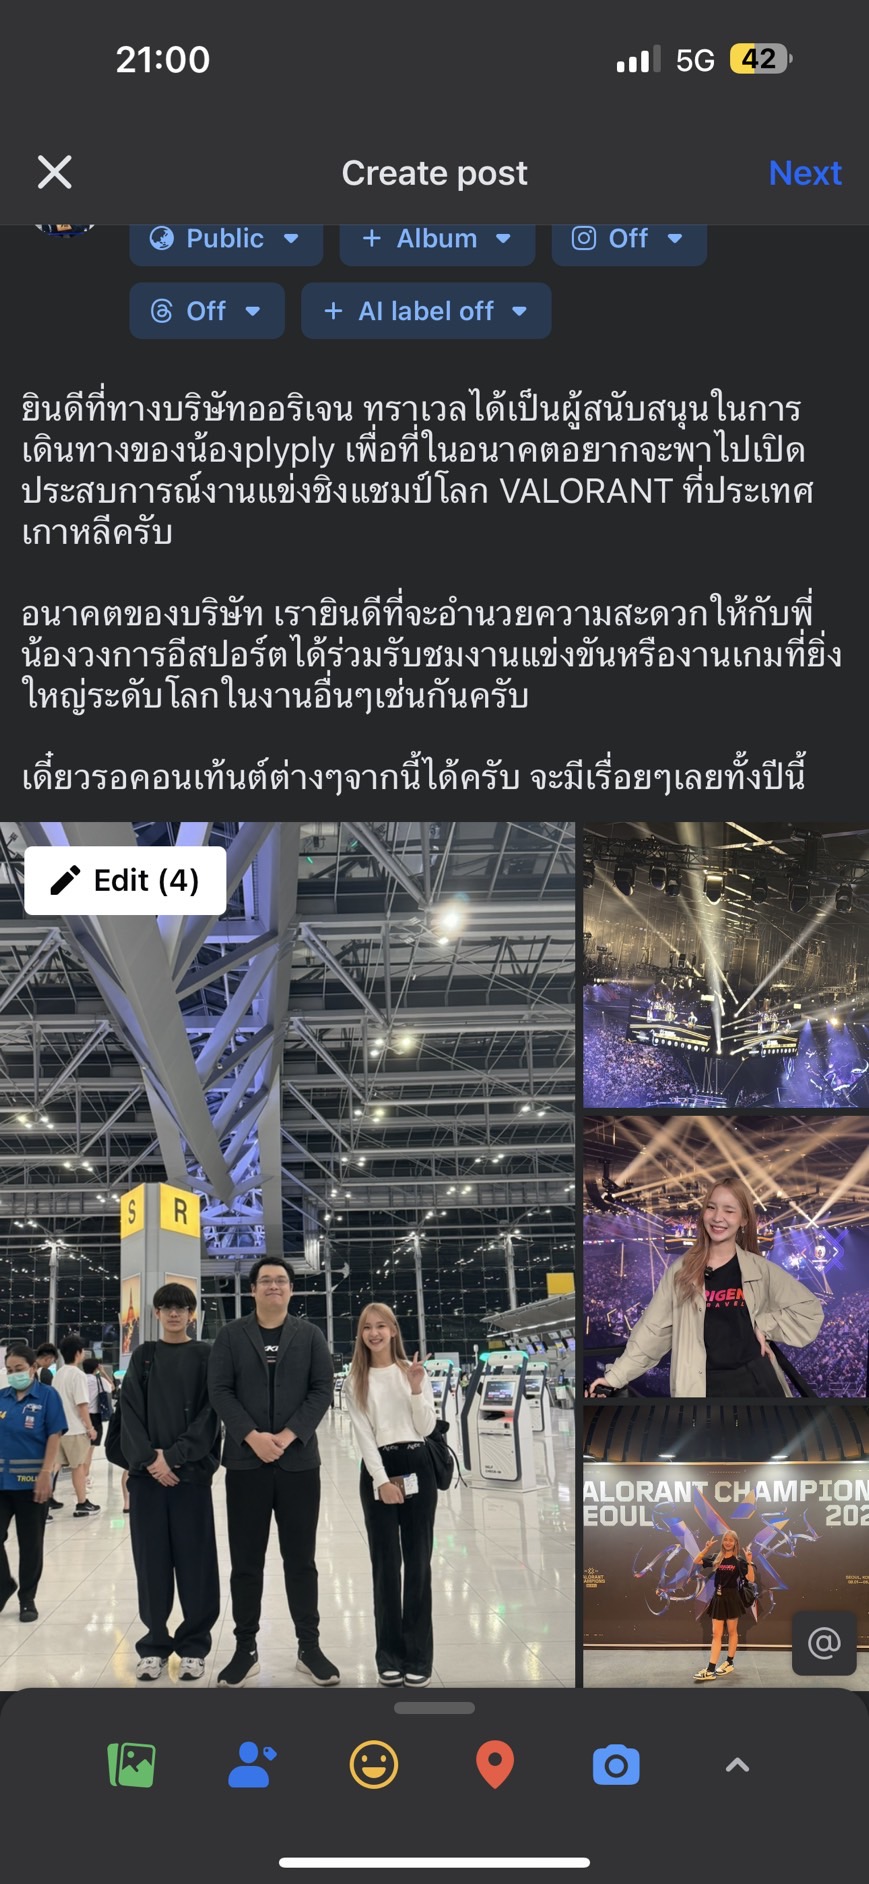 21:00
5G
42
Create post
Next
Public
+ Album
Off
Off
+ AI label off
ยินดีที่ทางบริษัทออริเจน ทราเวลได้เป็นผู้สนับสนุนในการ
เดินทางของน้องplyply เพื่อที่ในอนาคตอยากจะพาไปเปิด
ประสบการณ์งานแข่งชิงแชมป์โลก VALORANT ที่ประเทศ
เกาหลีครับ
อนาคตของบริษัท เรายินดีที่จะอำนวยความสะดวกให้กับพี่
น้องวงการอีสปอร์ตได้ร่วมรับชมงานแข่งขันหรืองานเกมที่ยิ่ง
ใหญ่ระดับโลกในงานอื่นๆเช่นกันครับ
เดี๋ยวรอคอนเท้นต์ต่างๆจากนี้ได้ครับ จะมีเรื่อยๆเลยทั้งปีนี้
Edit (4)
S R
TROLL
RIGEN
RAVEL
ALORANT CHAMPION
EOUL 202
@